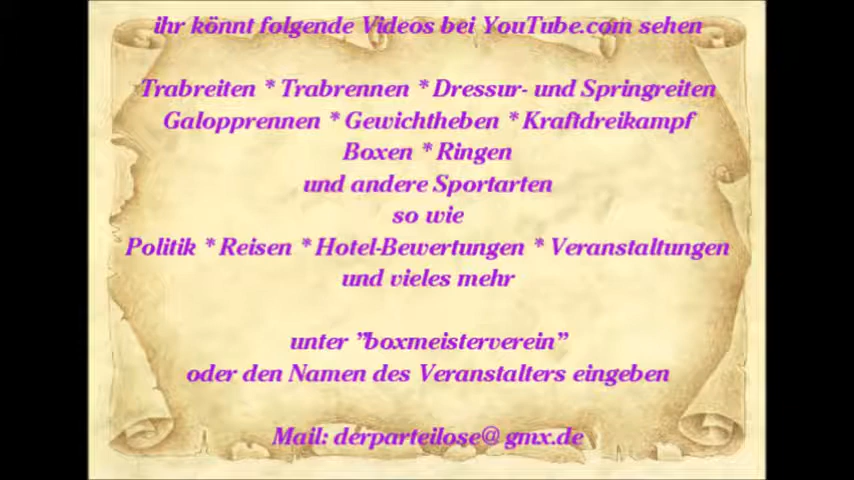 ihr könnt folgende Videos bei YouTube.com sehen
Trabreiten * Trabrennen * Dressur- und Springreiten
Galopprennen * Gewichtheben * Kraftdreikampf
Boxen * Ringen
und andere Sportarten
so wie
Politik * Reisen * Hotel-Bewertungen * Veranstaltungen
und vieles mehr
unter "boxmeisterverein"
oder den Namen des Veranstalters eingeben
Mail: derparteilose@ gmx.de